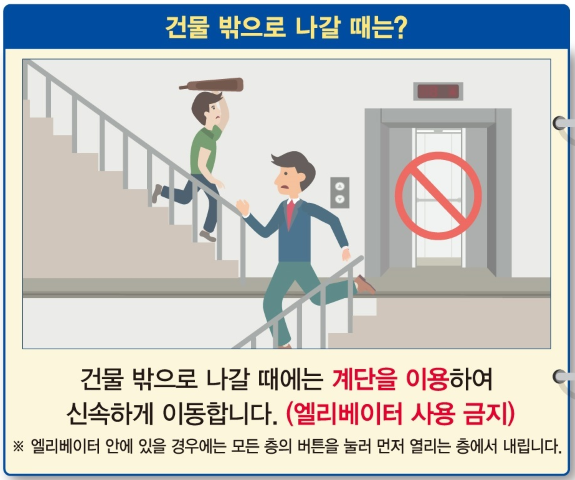 건물 밖으로 나갈 때는?
건물 밖으로 나갈 때에는 계단을 이용하여
신속하게 이동합니다. (엘리베이터 사용 금지)
※ 엘리베이터 안에 있을 경우에는 모든 층의 버튼을 눌러 먼저 열리는 층에서 내립니다.